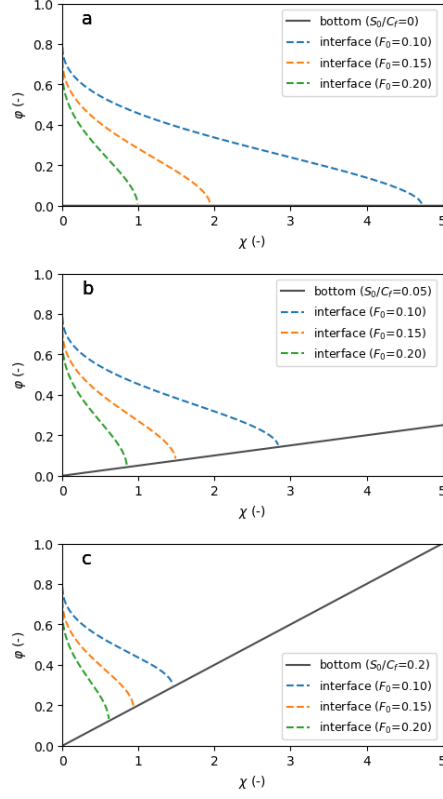 a
bottom (S₀/C_f=0)
interface (F₀=0.10)
interface (F₀=0.15)
interface (F₀=0.20)
1.0
0.8
0.6
0.4
0.2
0.0
φ (-)
0 1 2 3 4 5
χ (-)
b
bottom (S₀/C_f=0.05)
interface (F₀=0.10)
interface (F₀=0.15)
interface (F₀=0.20)
1.0
0.8
0.6
0.4
0.2
0.0
φ (-)
0 1 2 3 4 5
χ (-)
c
1.0
0.8
0.6
0.4
0.2
0.0
φ (-)
bottom (S₀/C_f=0.2)
interface (F₀=0.10)
interface (F₀=0.15)
interface (F₀=0.20)
0 1 2 3 4 5
χ (-)